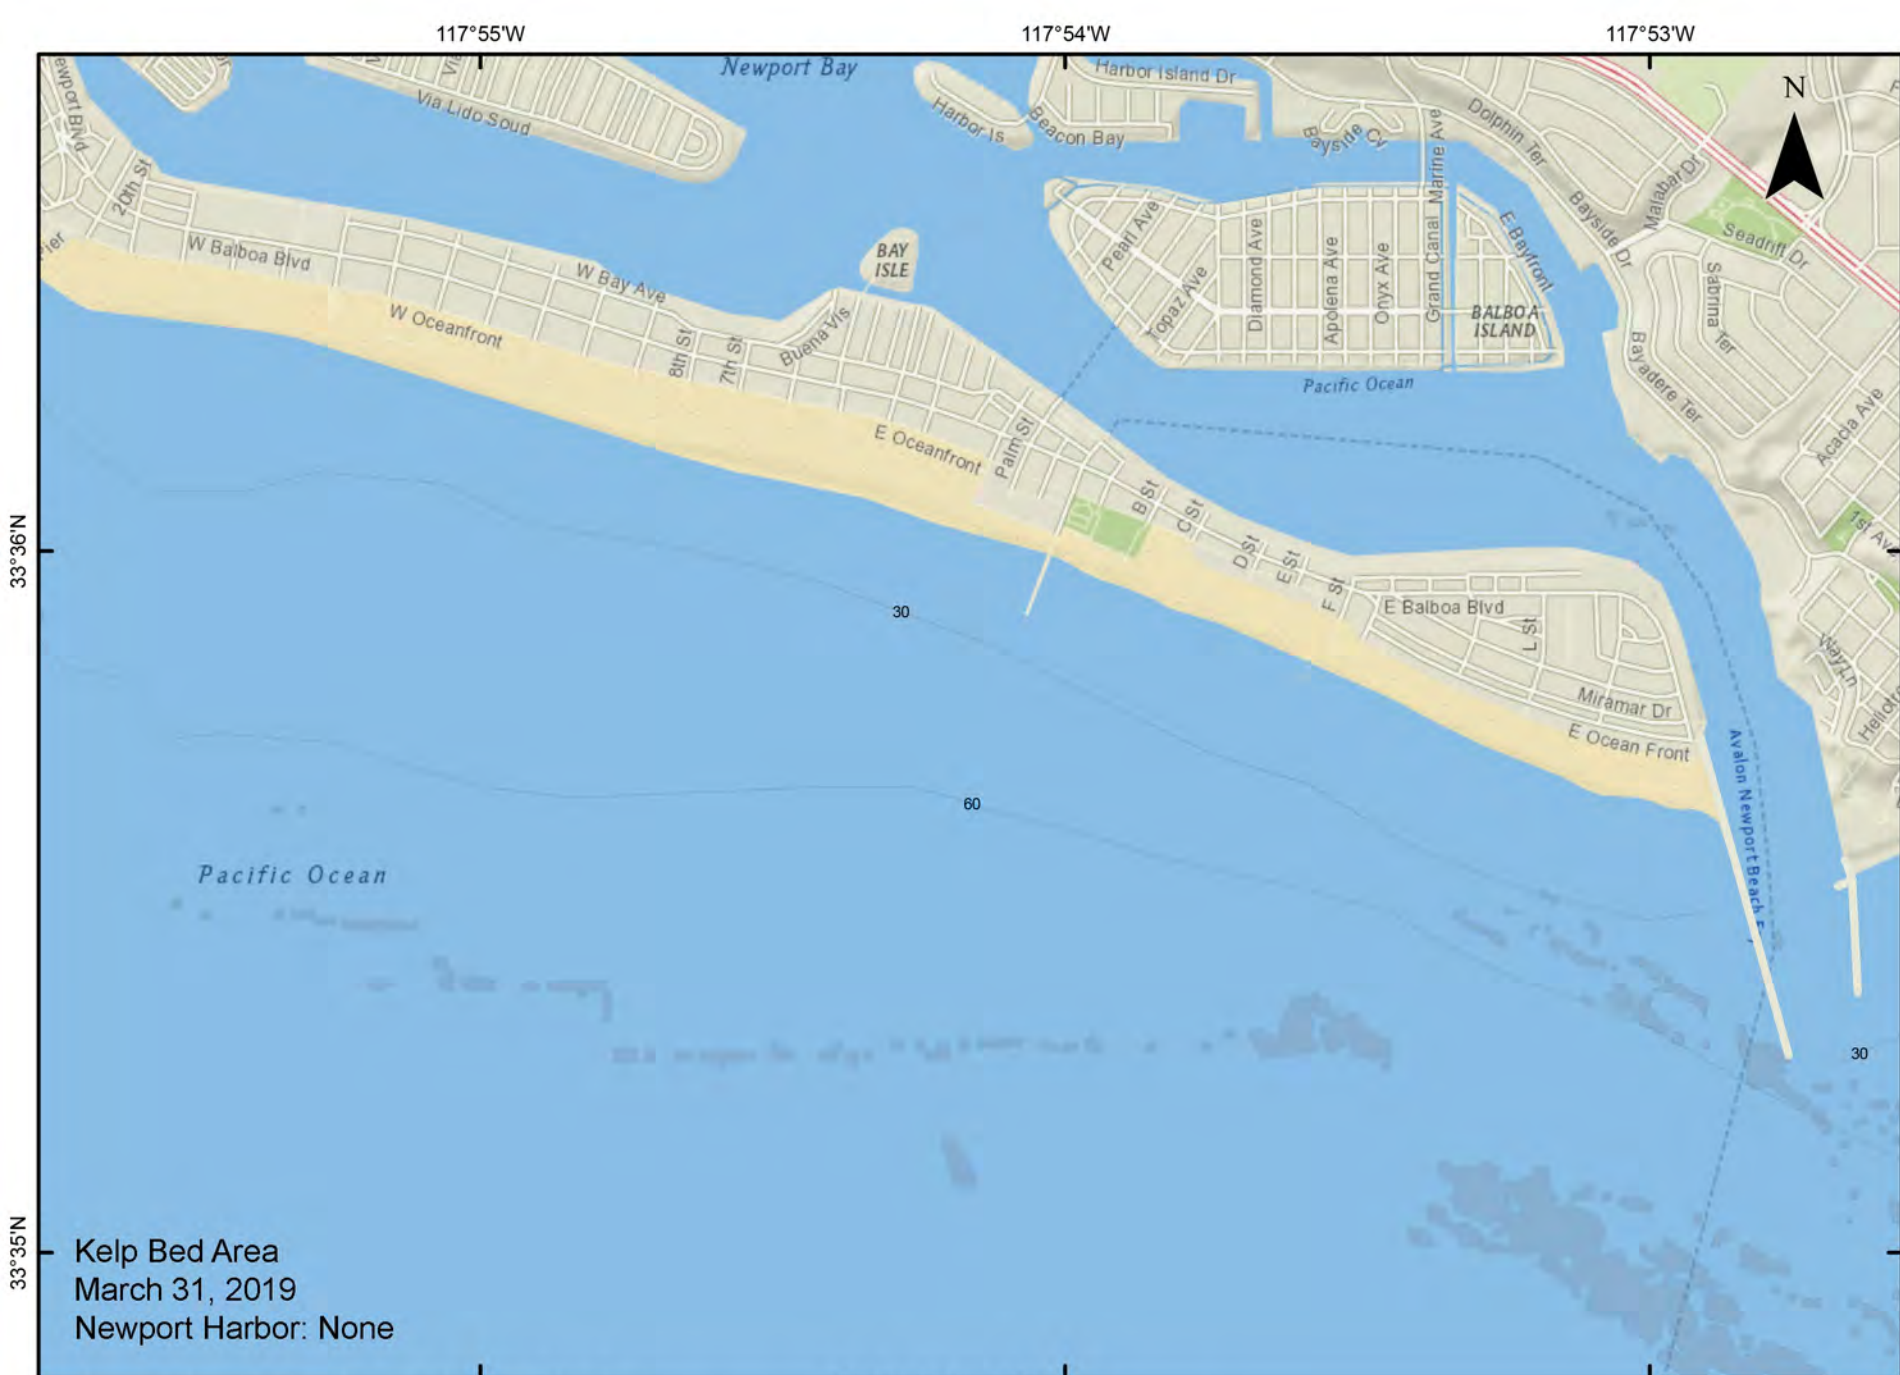 117°55'W
117°54'W
117°53'W
Newport Bay
Harbor Island Dr
N
Via Lido Soud
Harbor Is
Beacon Bay
Bayside Cv
Marine Ave
Dolphin Ter
Malabar Dr
20th St
Pearl Ave
Bayside Dr
E Bayfront
Seadrift Dr
W Balboa Blvd
BAY
ISLE
W Bay Ave
Topaz Ave
Diamond Ave
Apolena Ave
Onyx Ave
Grand Canal
BALBOA
ISLAND
Sabrina Ter
Pier
W Oceanfront
8th St
7th St
Buena Vis
Pacific Ocean
Bayadere Ter
Acacia Ave
E Oceanfront
Palm St
B St
C St
D St
E St
F St
1st Ave
33°36'N
30
E Balboa Blvd
L St
Way Ln
Miramar Dr
E Ocean Front
60
Avalon Newport Beach
Pacific Ocean
30
33°35'N
Kelp Bed Area
March 31, 2019
Newport Harbor: None